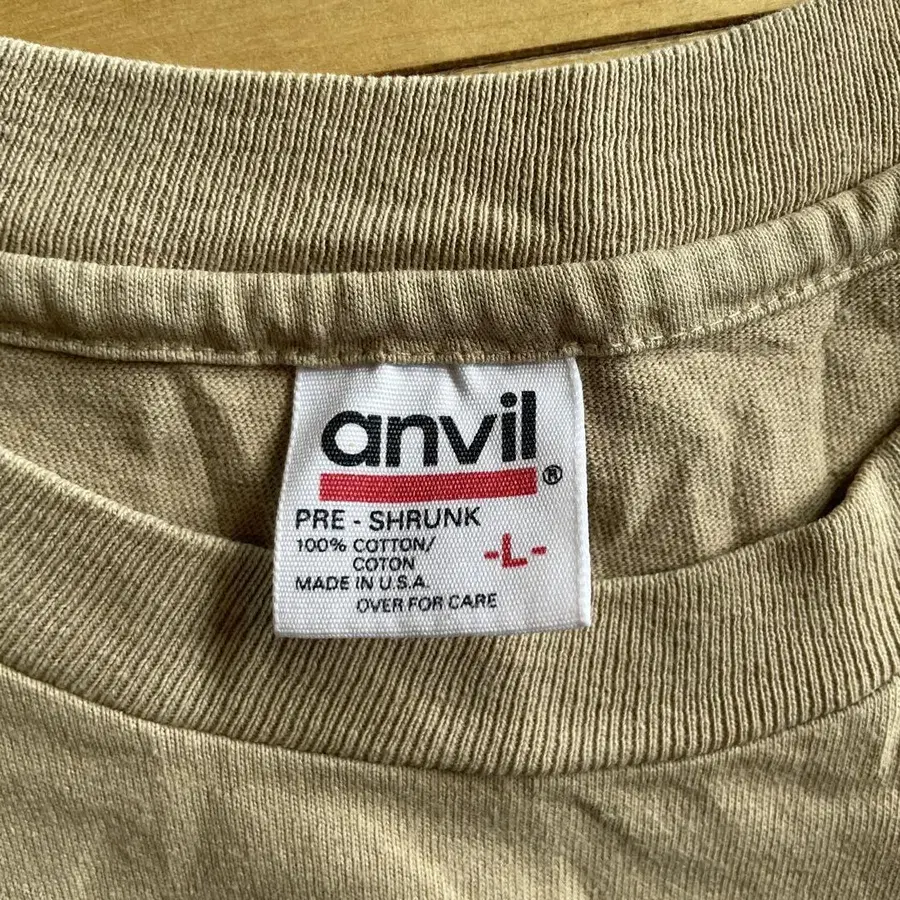 anvil®
PRE - SHRUNK
100% COTTON/
COTON
-L-
MADE IN U.S.A.
OVER FOR CARE